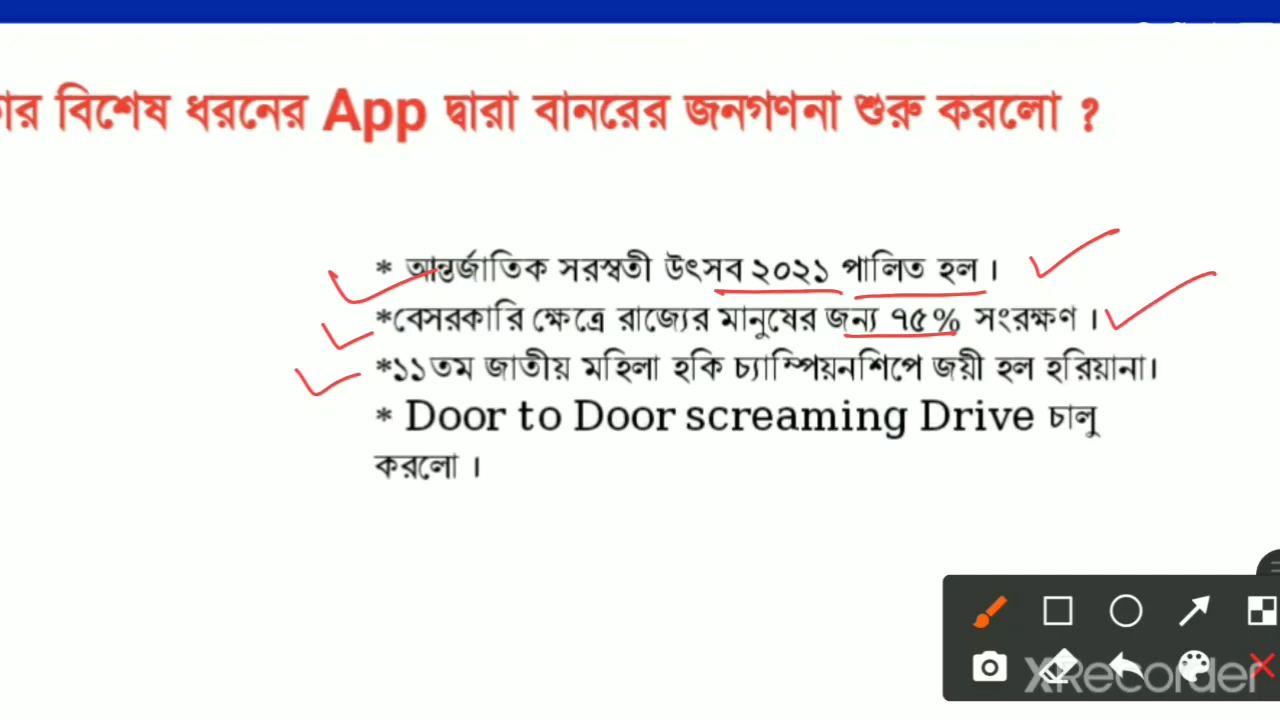 বিশেষ ধরনের App দ্বারা বানরের জনগণনা শুরু করলো ?
* আন্তর্জাতিক সরস্বতী উৎসব ২০২১ পালিত হল ।
*বেসরকারি ক্ষেত্রে রাজ্যের মানুষের জন্য ৭৫% সংরক্ষণ ।
*১১তম জাতীয় মহিলা হকি চ্যাম্পিয়নশিপে জয়ী হল হরিয়ানা।
* Door to Door screaming Drive চালু
করলো ।
XRecorder